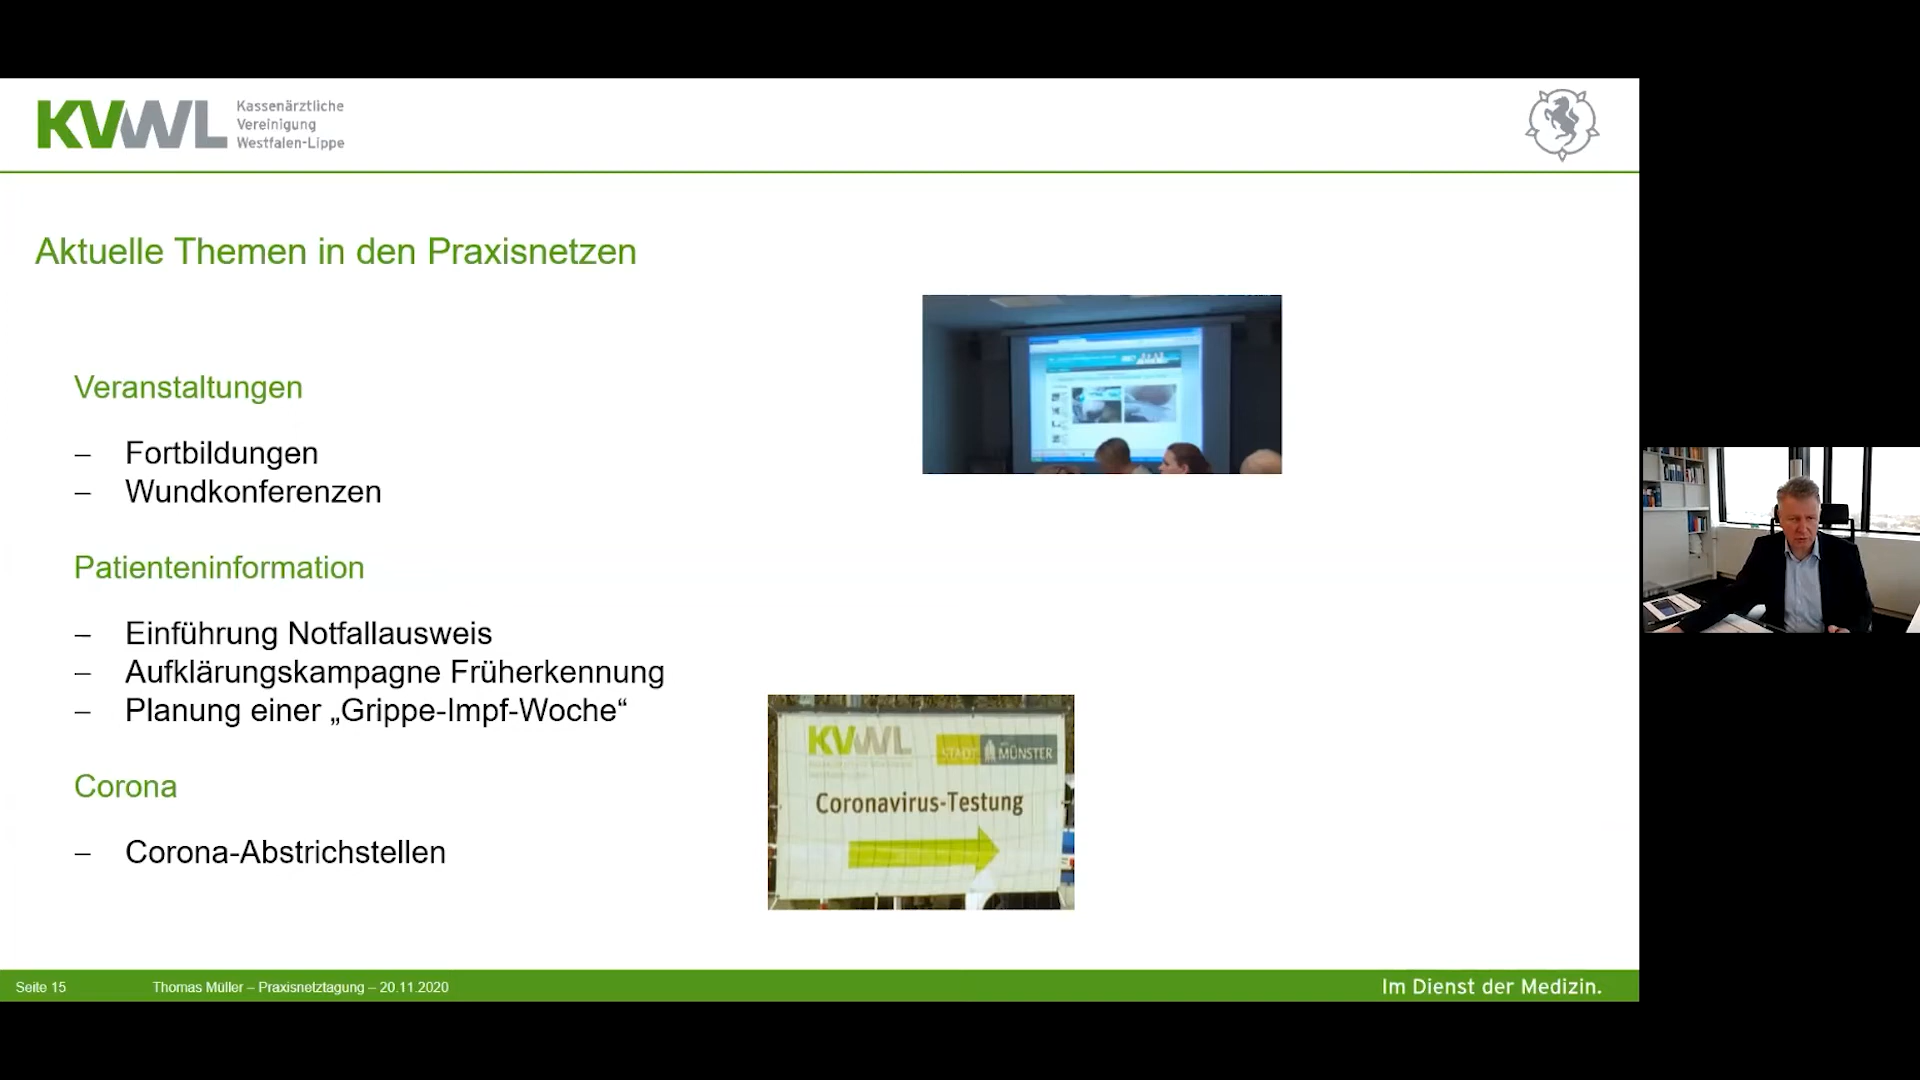 KVWL
Kassenärztliche
Vereinigung
Westfalen-Lippe
Aktuelle Themen in den Praxisnetzen
Veranstaltungen
– Fortbildungen
– Wundkonferenzen
Patienteninformation
– Einführung Notfallausweis
– Aufklärungskampagne Früherkennung
– Planung einer „Grippe-Impf-Woche“
Corona
– Corona-Abstrichstellen
KVWL
STADT MÜNSTER
Coronavirus-Testung
Seite 15
Thomas Müller – Praxisnetztagung – 20.11.2020
Im Dienst der Medizin.